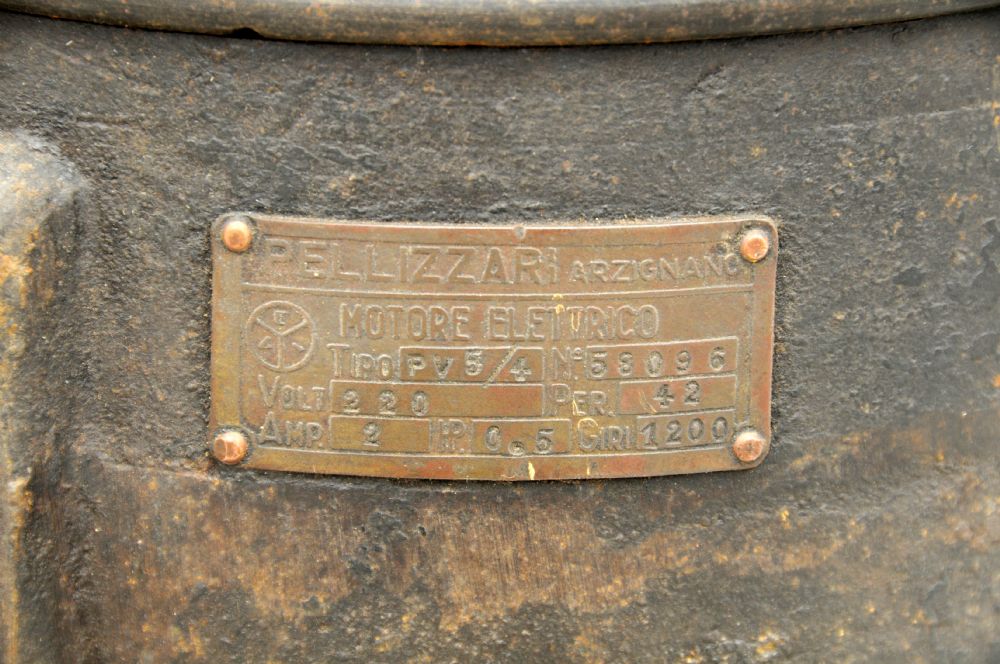 PELLIZZARI ARZIGNANO
MOTORE ELETTRICO
TIPO PV 5/4 Nº 58096
VOLT 220 PER. 42
AMP. 2 HP. 0.5 GIRI 1200